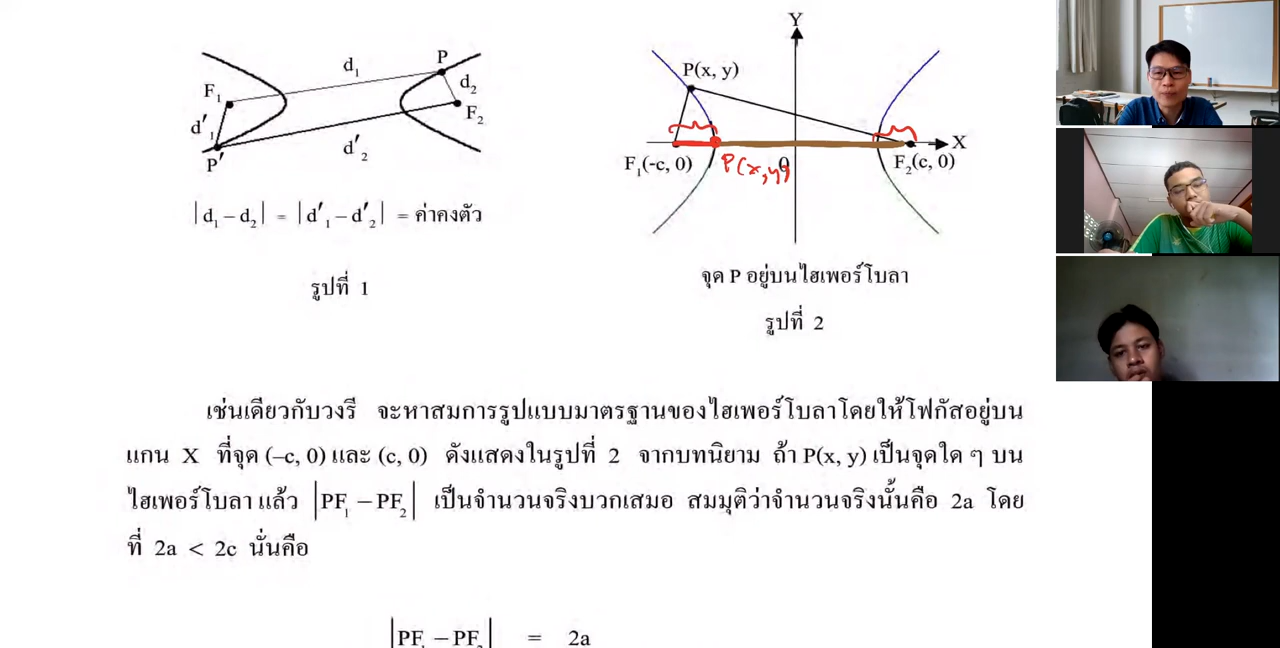 d₁
P
d₂
F₁
F₂
d′₁
d′₂
P′
|d₁ – d₂| = |d′₁ – d′₂| = ค่าคงตัว
รูปที่ 1
Y
P(x, y)
X
F₁(-c, 0)
P(x,y)
0
F₂(c, 0)
จุด P อยู่บนไฮเพอร์โบลา
รูปที่ 2
เช่นเดียวกับวงรี จะหาสมการรูปแบบมาตรฐานของไฮเพอร์โบลาโดยให้โฟกัสอยู่บน
แกน X ที่จุด (–c, 0) และ (c, 0) ดังแสดงในรูปที่ 2 จากบทนิยาม ถ้า P(x, y) เป็นจุดใด ๆ บน
ไฮเพอร์โบลา แล้ว |PF₁ – PF₂| เป็นจำนวนจริงบวกเสมอ สมมุติว่าจำนวนจริงนั้นคือ 2a โดย
ที่ 2a < 2c นั่นคือ
|PF₁ – PF₂| = 2a